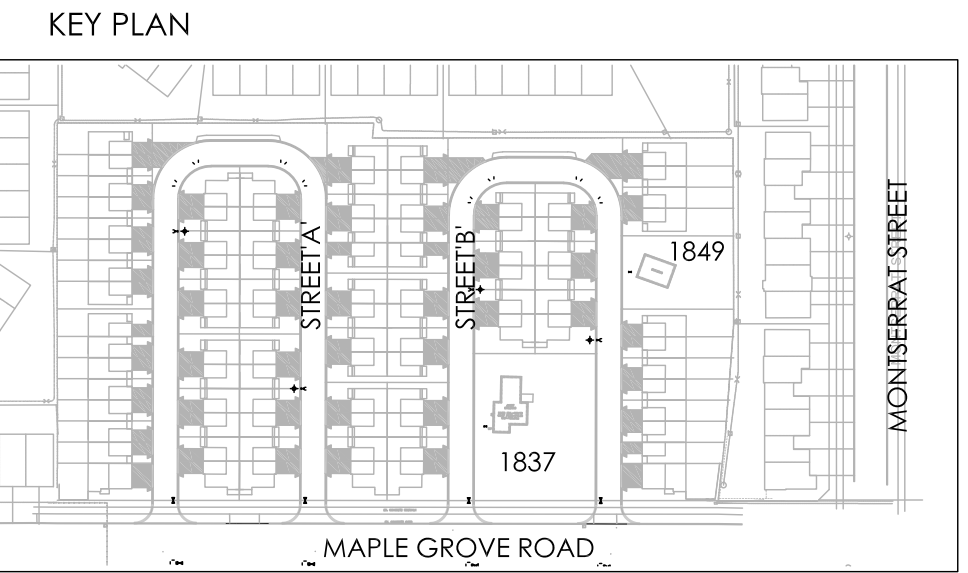 KEY PLAN
STREET'A'
STREET'B'
1849
MONTSERRAT STREET
1837
MAPLE GROVE ROAD